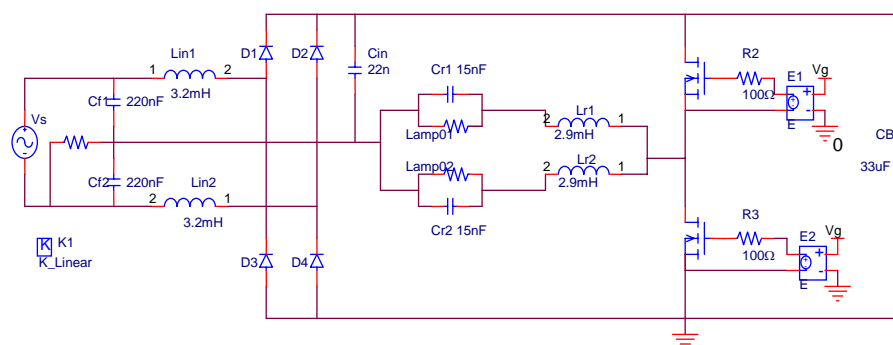 Lin1
D1
D2
Cin
22n
Cr1 15nF
R2
Vg
E1
1
2
3.2mH
Cf1
220nF
Vs
Lamp01
2
Lr1
1
2.9mH
100Ω
E
0
CB
33uF
Lamp02
Lr2
2
1
2.9mH
Cf2
220nF
Lin2
2
1
3.2mH
Cr2 15nF
R3
E2
Vg
100Ω
E
K
K1
K_Linear
D3
D4